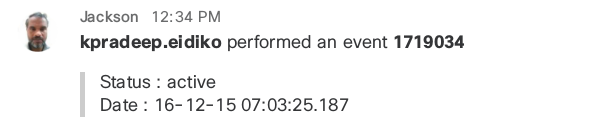 Jackson 12:34 PM
kpradeep.eidiko performed an event 1719034
Status : active
Date : 16-12-15 07:03:25.187